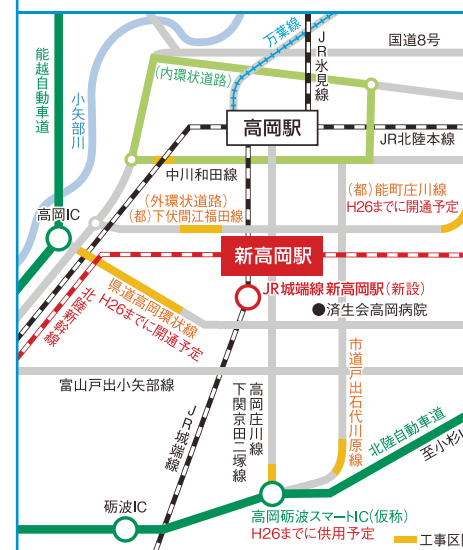 能越自動車道
小矢部川
万葉線
JR氷見線
国道8号
(内環状道路)
高岡駅
JR北陸本線
中川和田線
(外環状道路)
(都)下伏間江福田線
(都)能町庄川線
H26までに開通予定
高岡IC
新高岡駅
JR城端線 新高岡駅(新設)
済生会高岡病院
県道高岡環状線
H26までに開通予定
北陸新幹線
市道戸出石代川原線
富山戸出小矢部線
JR城端線
高岡庄川線
下関京田二塚線
北陸自動車道
至小杉I
砺波IC
高岡砺波スマートIC(仮称)
H26までに供用予定
工事区間